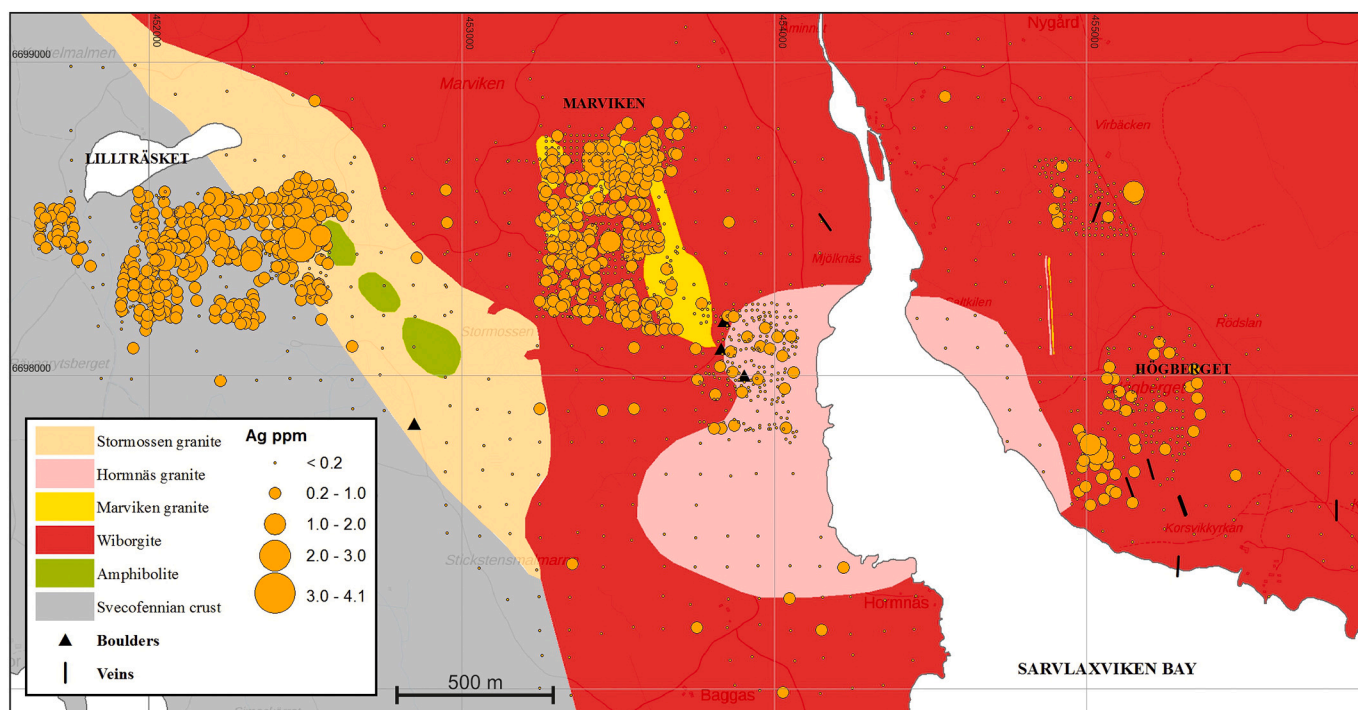 452000
453000
454000
455000
Nygård
6699000
Marviken
MARVIKEN
Virbäcken
LILLTRÄSKET
Mjölknäs
Stormossen
Rödslan
6698000
HÖGBERGET
Högberget
Stormossen granite
Hormnäs granite
Marviken granite
Wiborgite
Amphibolite
Svecofennian crust
Boulders
Veins
Ag ppm
< 0.2
0.2 - 1.0
1.0 - 2.0
2.0 - 3.0
3.0 - 4.1
Korsvikkyrkan
Hormnäs
SARVLAXVIKEN BAY
500 m
Baggas